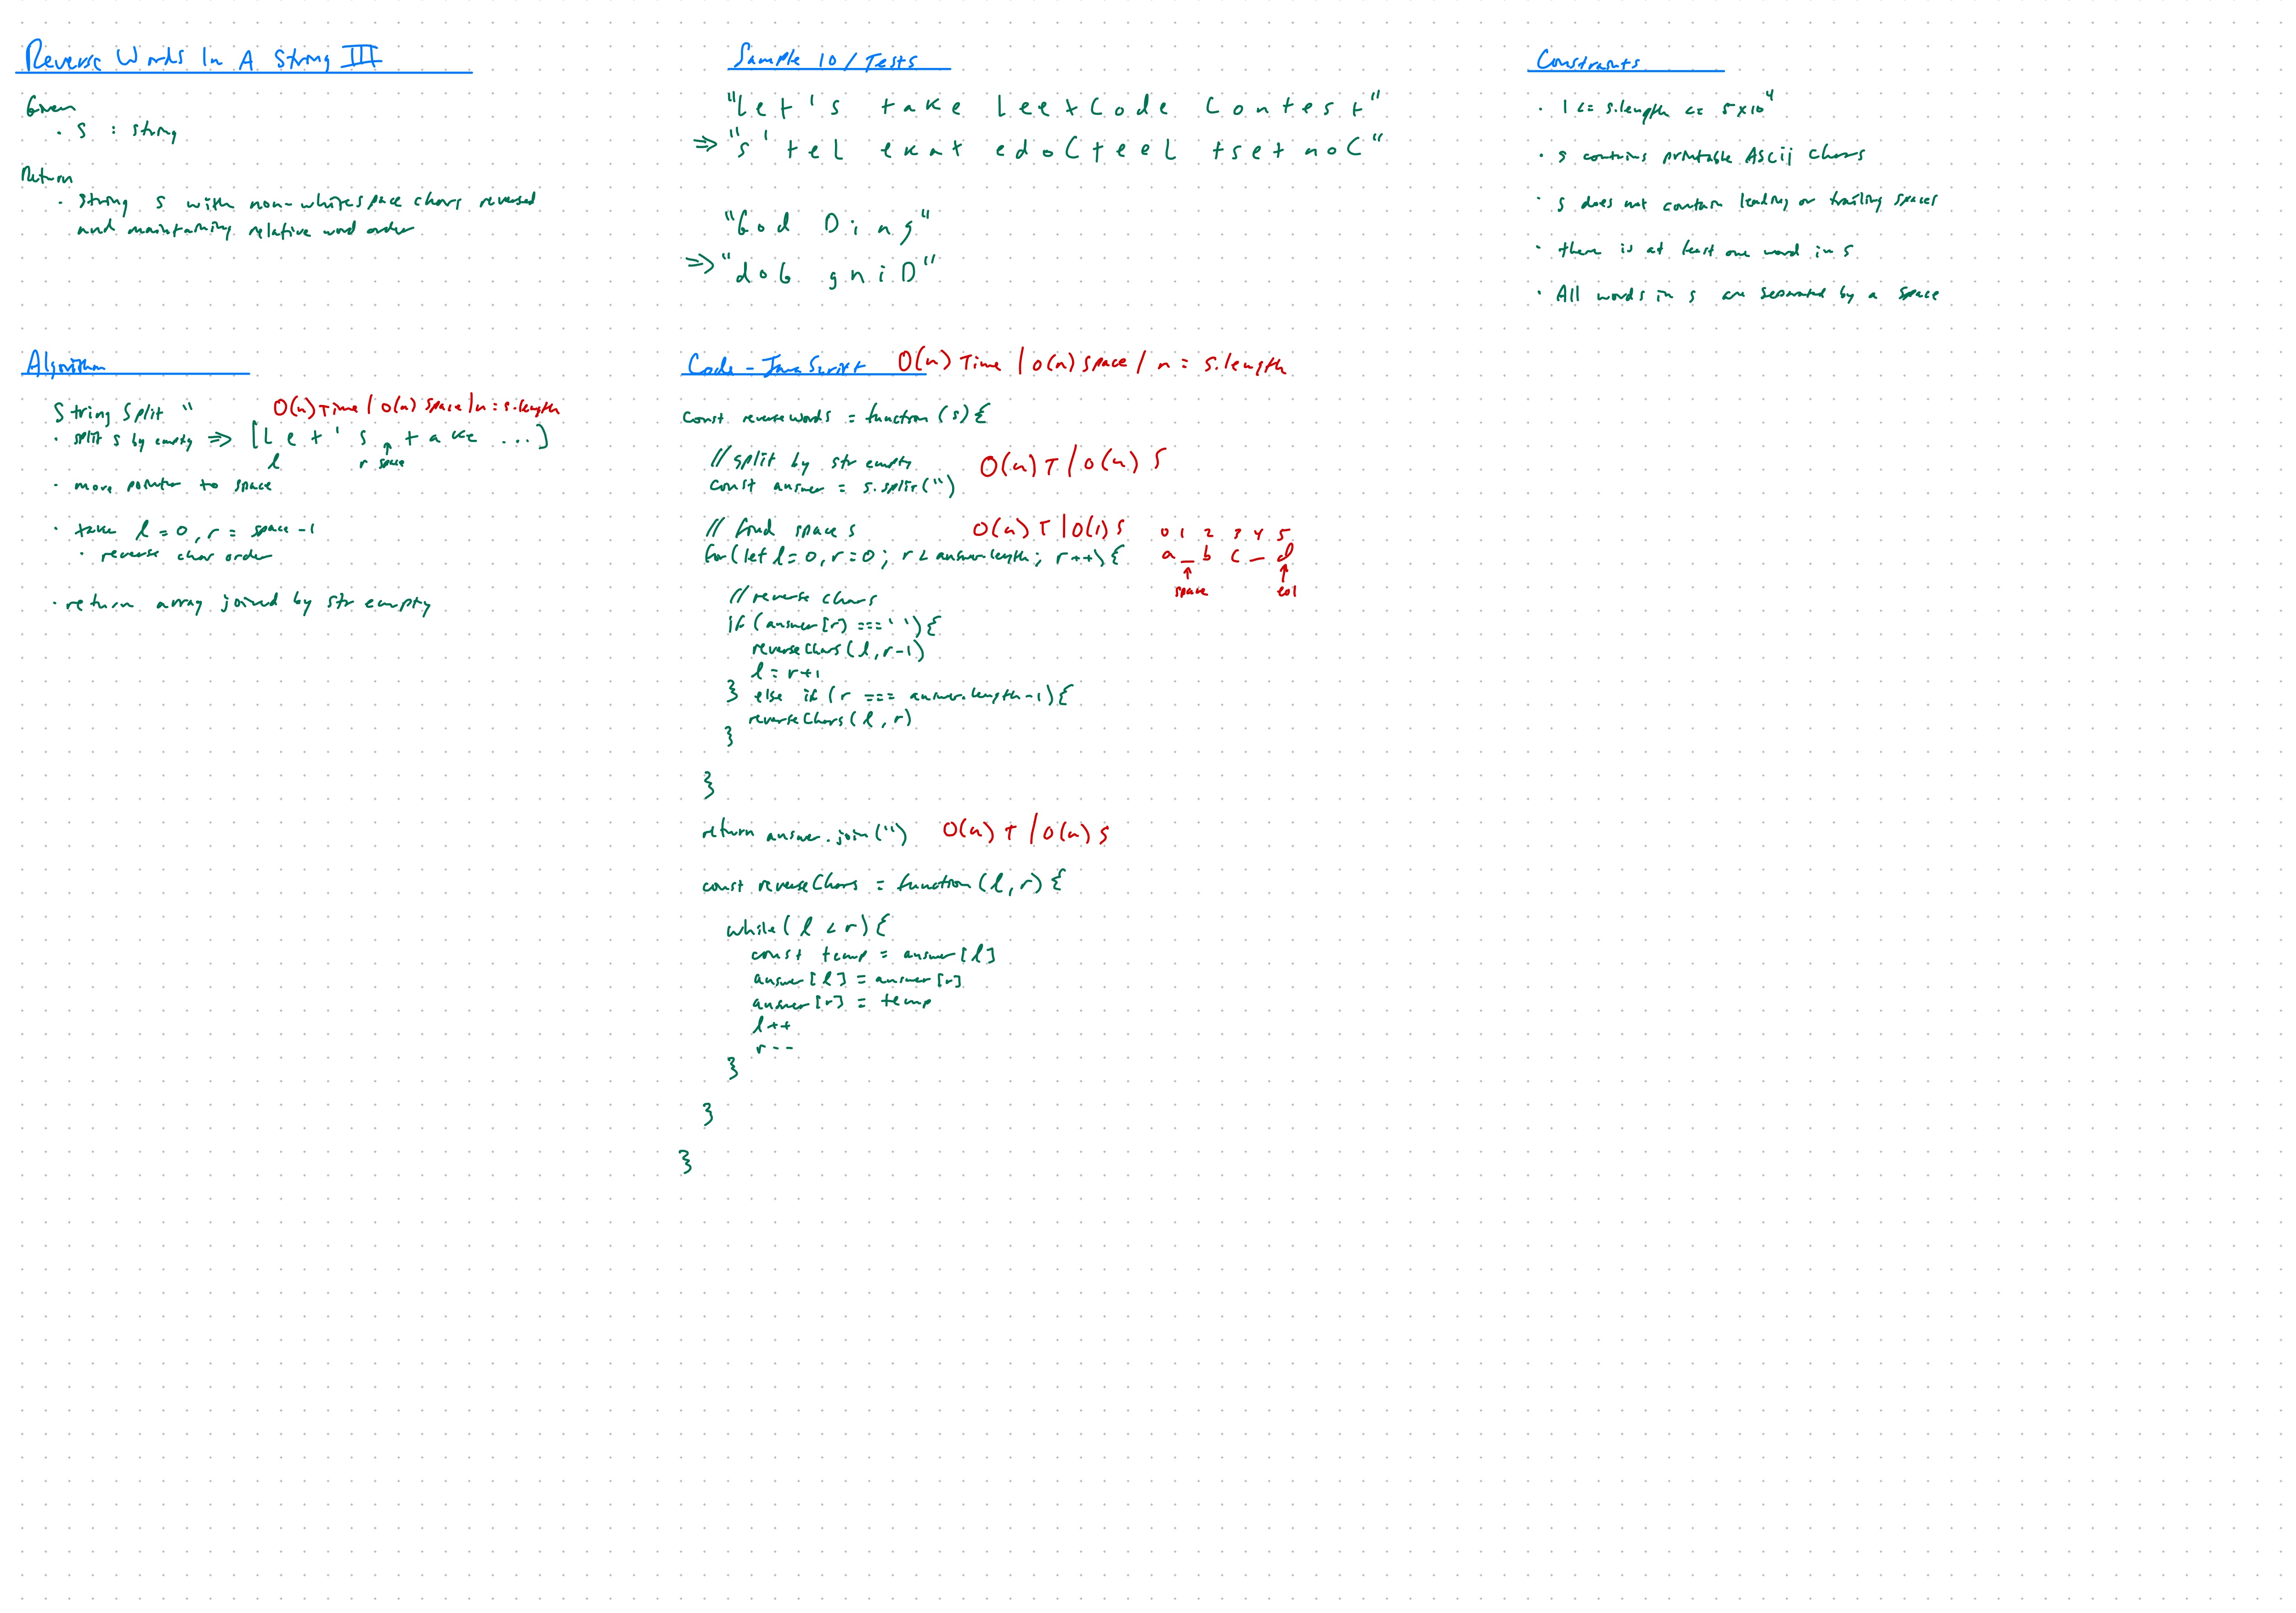 Reverse Words In A String III
Given
· s : string
Return
· string s with non-whitespace chars reversed
and maintaining relative word order
Sample IO / Tests
"Let's take LeetCode Contest"
⇒ "s'teL ekat edoCteeL tsetnoC"
"God Ding"
⇒ "doG gniD"
Constraints
· 1 <= s.length <= 5x10⁴
· s contains printable ASCII chars
· s does not contain leading or trailing spaces
· there is at least one word in s
· All words in s are separated by a space
Algorithm
String Split ''
O(n) Time / O(n) space / n = s.length
· split s by empty ⇒ [L e t ' s , t a k e ...]
l r space
· move pointer to space
· take l = 0, r = space - 1
· reverse char order
· return array joined by str empty
Code - JavaScript O(n) Time / O(n) space / n = s.length
const reverseWords = function (s) {
// split by str empty O(n) T / O(n) S
const answer = s.split('')
// find spaces O(n) T | O(1) S 0 1 2 3 4 5
for (let l = 0, r = 0; r < answer.length; r++) { a _ b c _ d
↑ ↑
space eol
// reverse chars
if (answer[r] === ' ') {
reverseChars(l, r-1)
l = r+1
} else if (r === answer.length-1) {
reverseChars(l, r)
}
}
return answer.join('') O(n) T / O(n) S
const reverseChars = function (l, r) {
while (l < r) {
const temp = answer[l]
answer[l] = answer[r]
answer[r] = temp
l++
r--
}
}
}